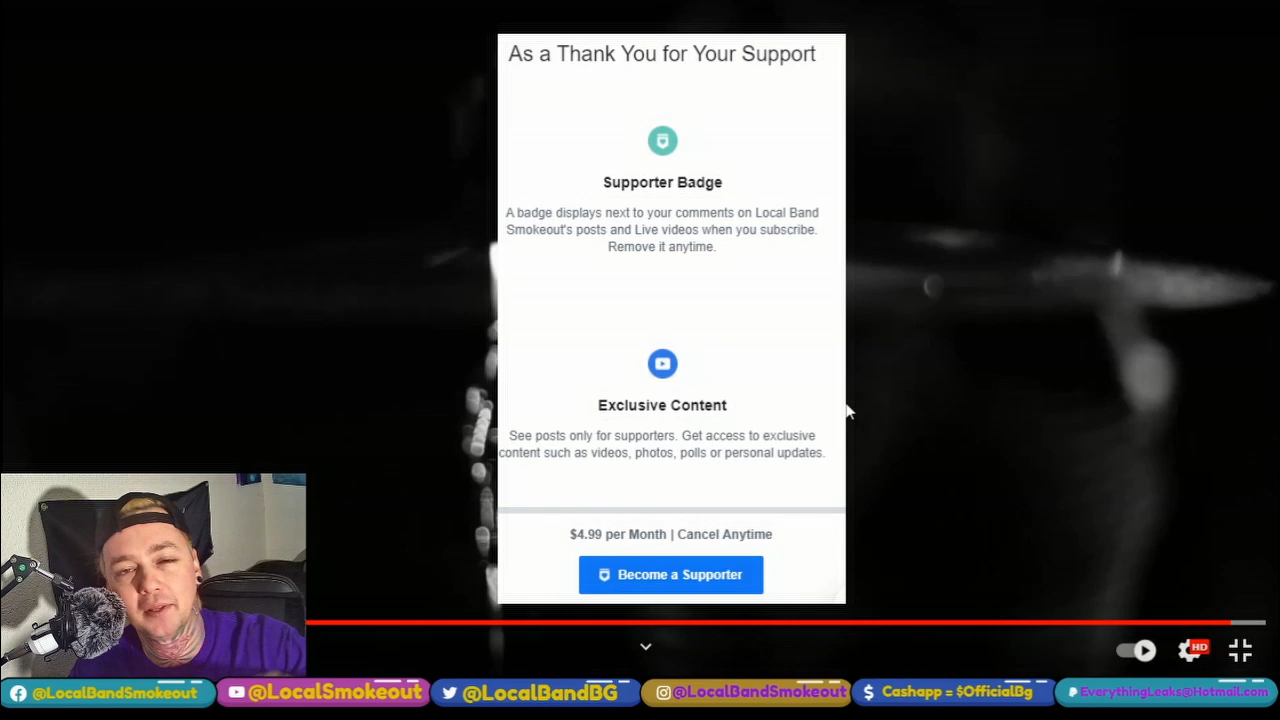 As a Thank You for Your Support
Supporter Badge
A badge displays next to your comments on Local Band
Smokeout's posts and Live videos when you subscribe.
Remove it anytime.
Exclusive Content
See posts only for supporters. Get access to exclusive
content such as videos, photos, polls or personal updates.
$4.99 per Month | Cancel Anytime
Become a Supporter
HD
@LocalBandSmokeout
@LocalSmokeout
@LocalBandBG
@LocalBandSmokeout
$ Cashapp = $OfficialBg
EverythingLeaks@Hotmail.com